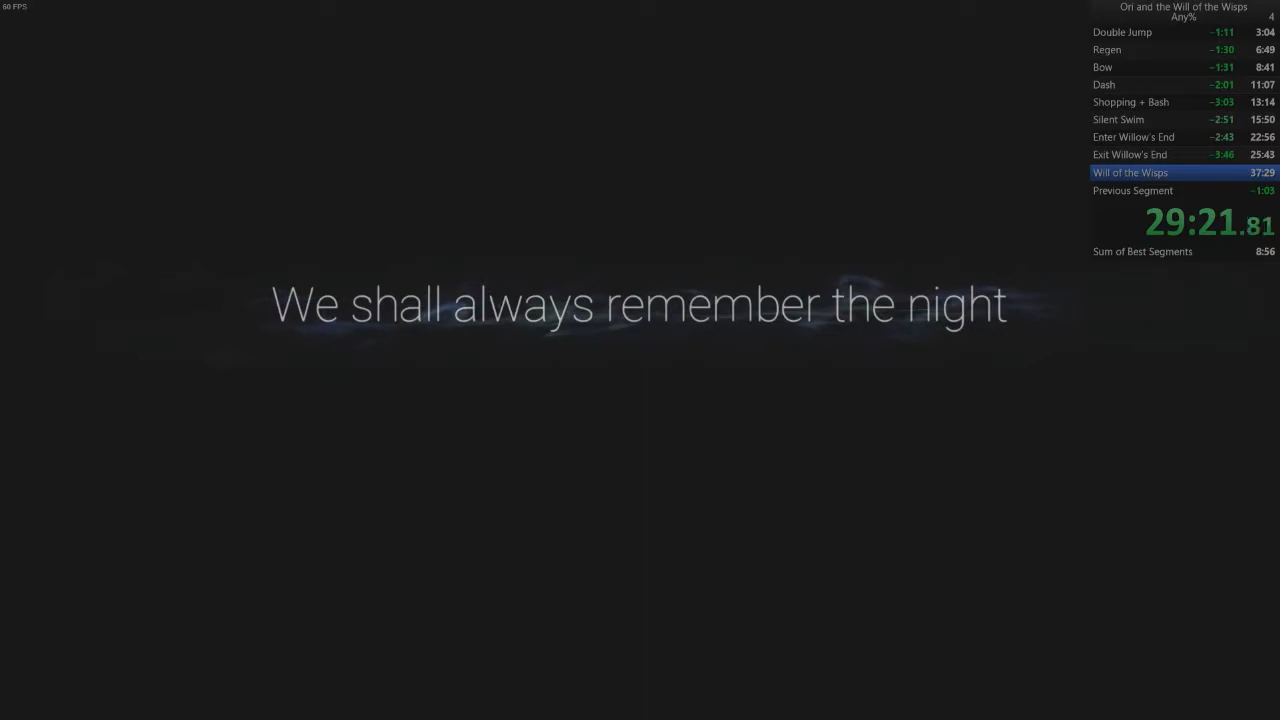 60 FPS
Ori and the Will of the Wisps
Any% 4
Double Jump −1:11 3:04
Regen −1:30 6:49
Bow −1:31 8:41
Dash −2:01 11:07
Shopping + Bash −3:03 13:14
Silent Swim −2:51 15:50
Enter Willow's End −2:43 22:56
Exit Willow's End −3:46 25:43
Will of the Wisps 37:29
Previous Segment −1:03
29:21.81
Sum of Best Segments 8:56
We shall always remember the night